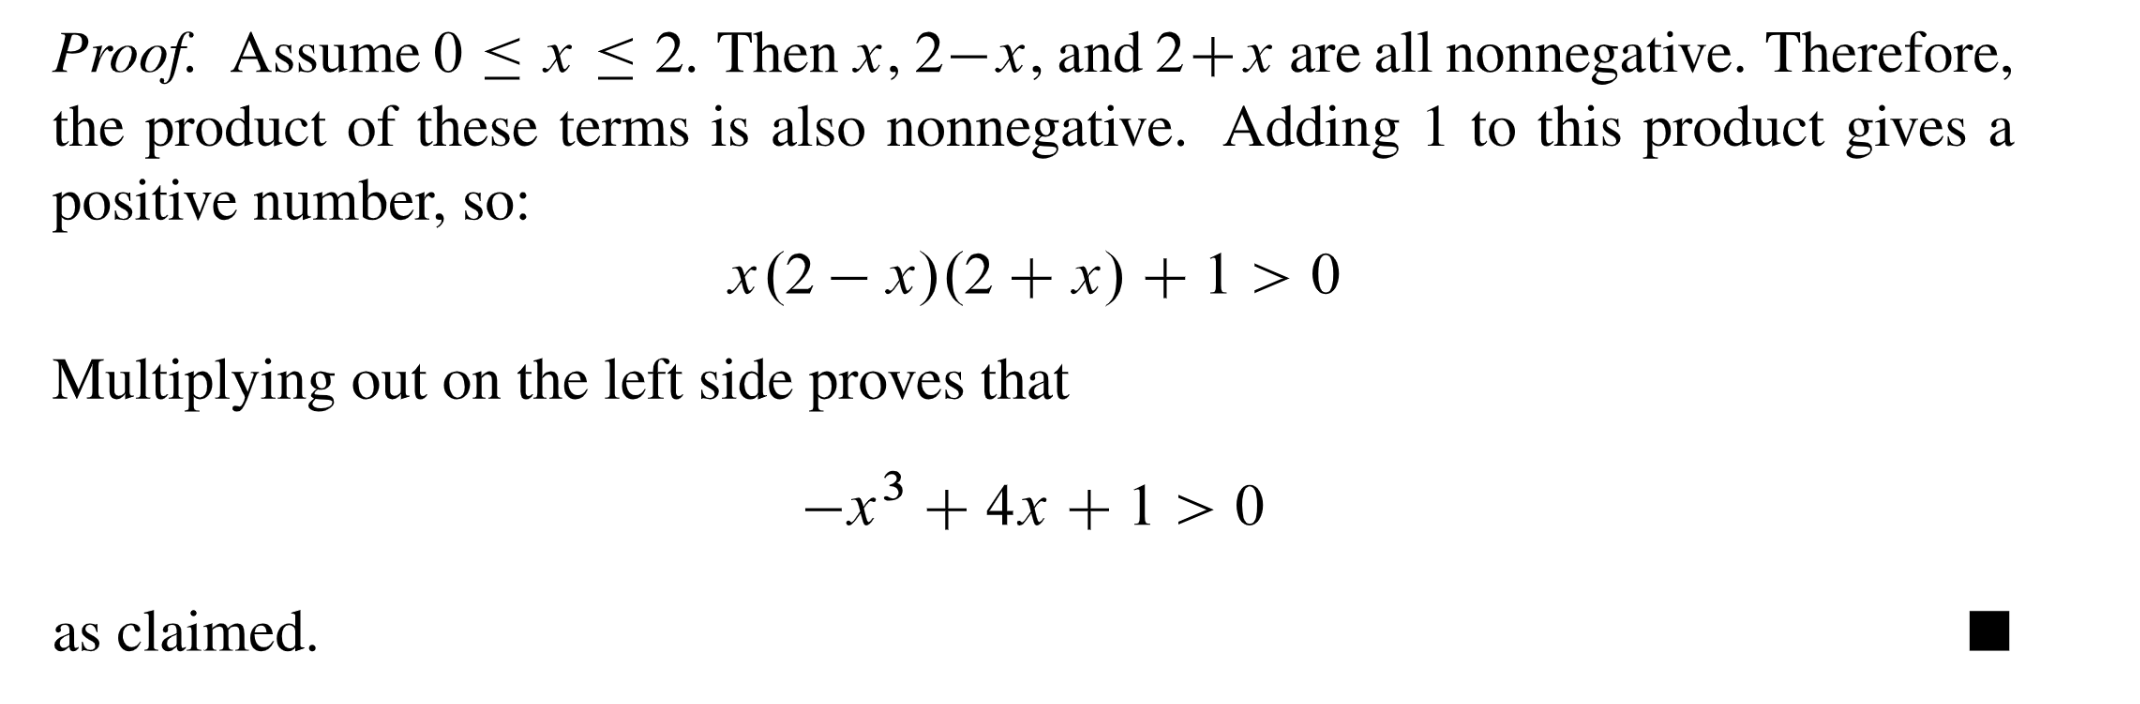 Proof. Assume 0 ≤ x ≤ 2. Then x, 2−x, and 2+x are all nonnegative. Therefore,
the product of these terms is also nonnegative. Adding 1 to this product gives a
positive number, so:
x(2 − x)(2 + x) + 1 > 0
Multiplying out on the left side proves that
−x³ + 4x + 1 > 0
as claimed. ■